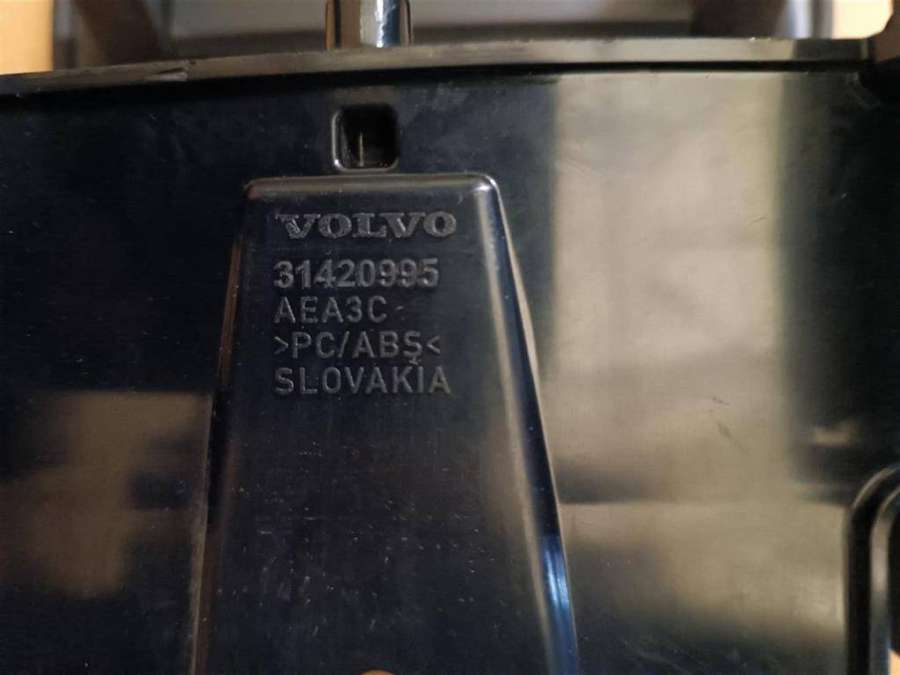 VOLVO
31420995
AEA3C
>PC/ABS<
SLOVAKIA